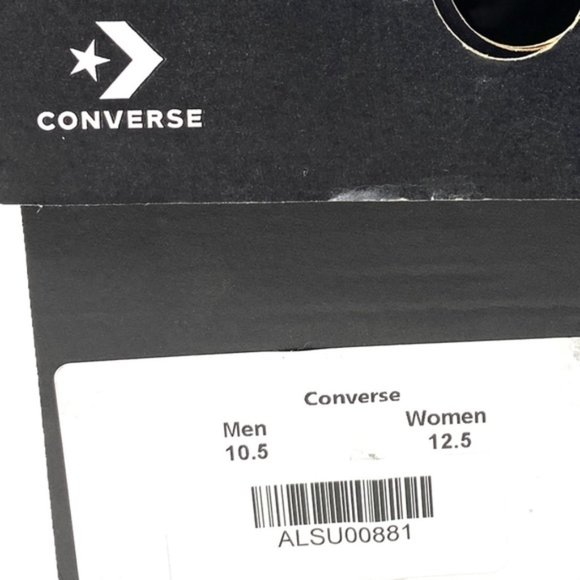 CONVERSE
Converse
Men Women
10.5 12.5
ALSU00881